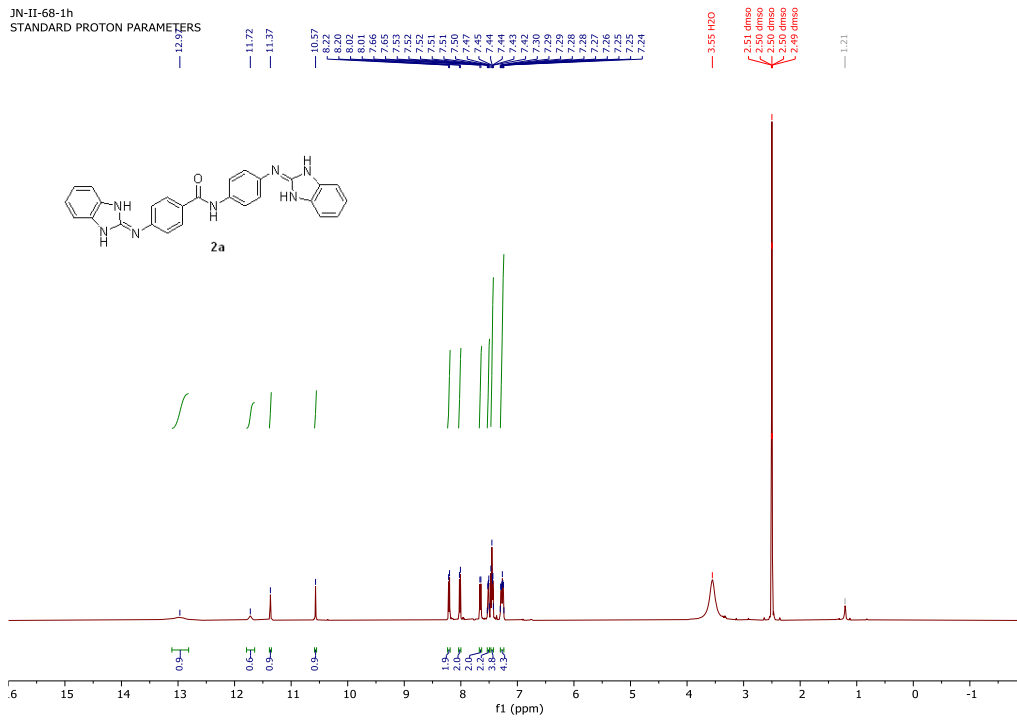 JN-II-68-1h
STANDARD PROTON PARAMETERS
12.97
11.72
11.37
10.57
8.22
8.20
8.02
8.01
7.66
7.65
7.53
7.52
7.52
7.51
7.51
7.50
7.47
7.45
7.44
7.44
7.43
7.42
7.30
7.29
7.29
7.28
7.28
7.27
7.26
7.25
7.25
7.24
3.55 H2O
2.51 dmso
2.50 dmso
2.50 dmso
2.50 dmso
2.49 dmso
1.21
H
N
N
O
NH
NH
N
H
N
H
N
2a
0.9
0.6
0.9
0.9
1.9
2.0
2.0
2.2
3.8
4.3
14 13 12 11 10 9 8 7 6 5 4 3 2 1 0 -1
f1 (ppm)